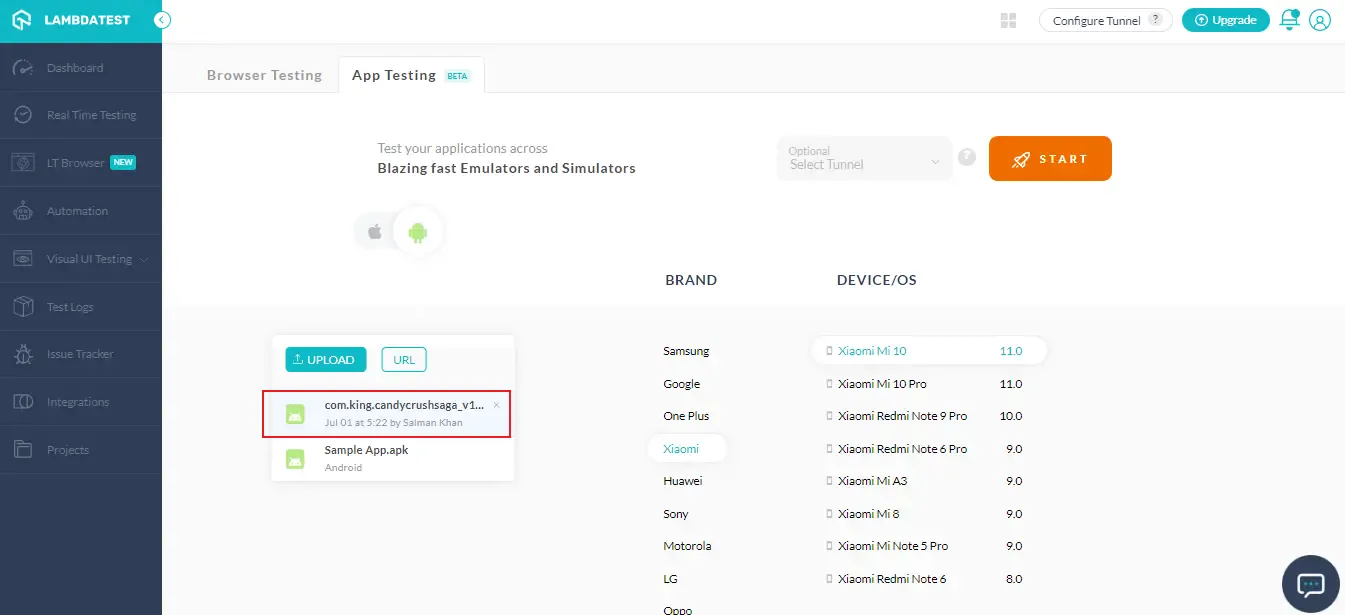 LAMBDATEST
Configure Tunnel ?
Upgrade
Dashboard
Real Time Testing
LT Browser NEW
Automation
Visual UI Testing
Test Logs
Issue Tracker
Integrations
Projects
Browser Testing
App Testing BETA
Test your applications across
Blazing fast Emulators and Simulators
Optional
Select Tunnel
?
START
UPLOAD
URL
com.king.candycrushsaga_v1...
Jul 01 at 5:22 by Salman Khan
Sample App.apk
Android
BRAND
Samsung
Google
One Plus
Xiaomi
Huawei
Sony
Motorola
LG
Oppo
DEVICE/OS
Xiaomi Mi 10 11.0
Xiaomi Mi 10 Pro 11.0
Xiaomi Redmi Note 9 Pro 10.0
Xiaomi Redmi Note 6 Pro 9.0
Xiaomi Mi A3 9.0
Xiaomi Mi 8 9.0
Xiaomi Mi Note 5 Pro 9.0
Xiaomi Redmi Note 6 8.0